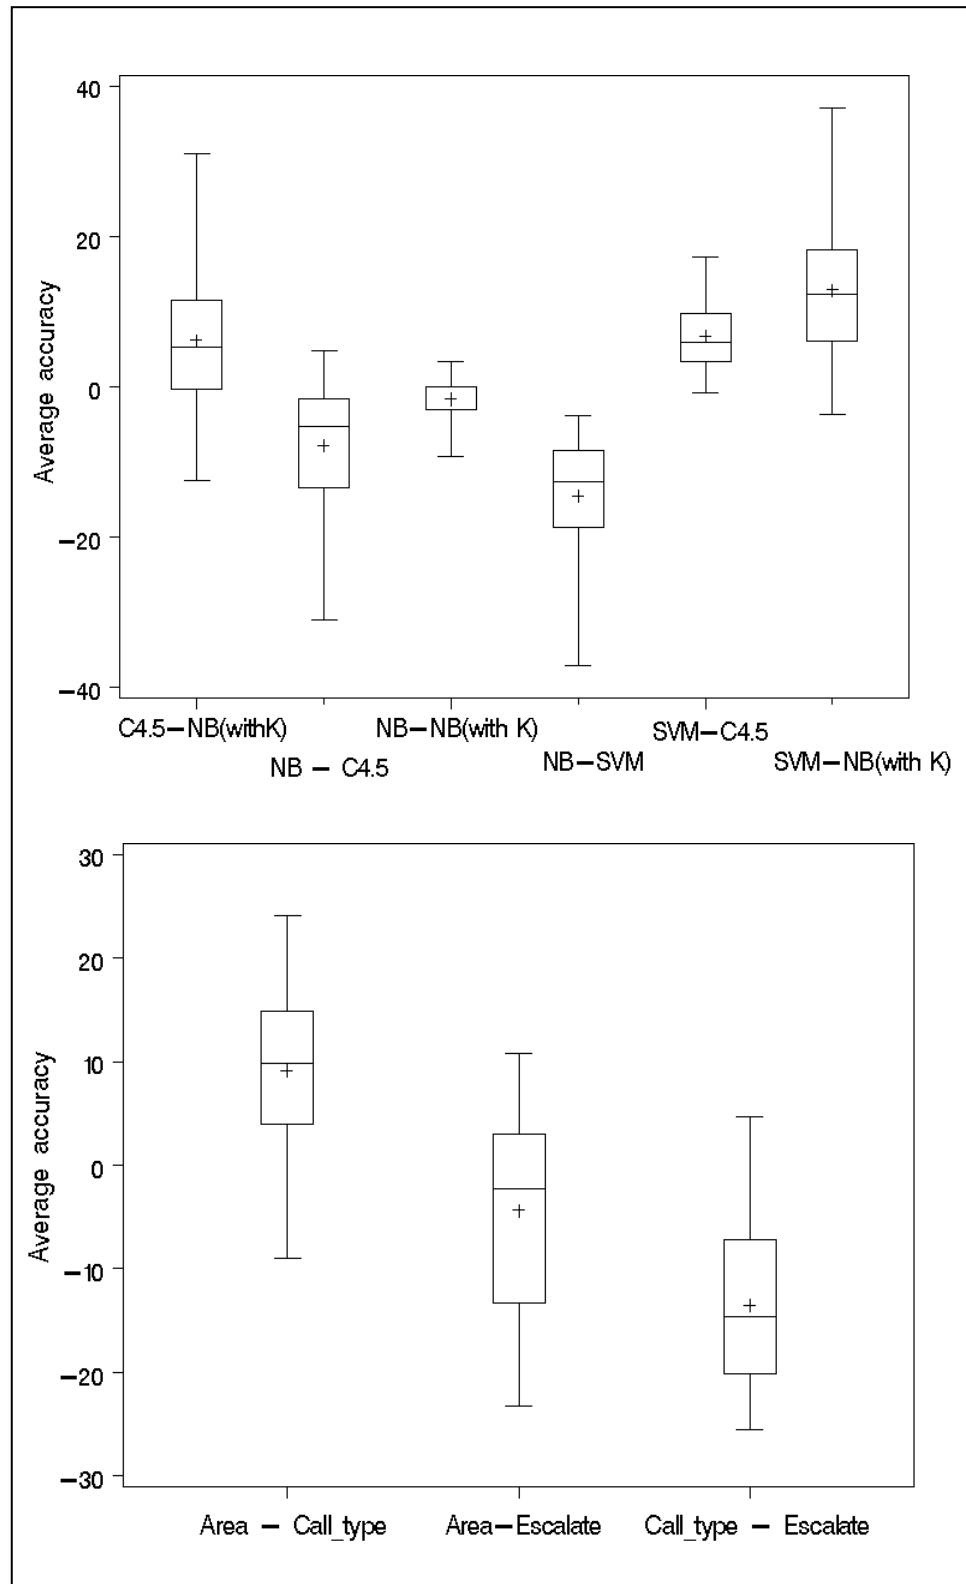 40
20
0
−20
−40
Average accuracy
C4.5−NB(withK)
NB − C4.5
NB−NB(with K)
NB−SVM
SVM−C4.5
SVM−NB(with K)
30
20
10
0
−10
−20
−30
Average accuracy
Area − Call_type
Area−Escalate
Call_type − Escalate